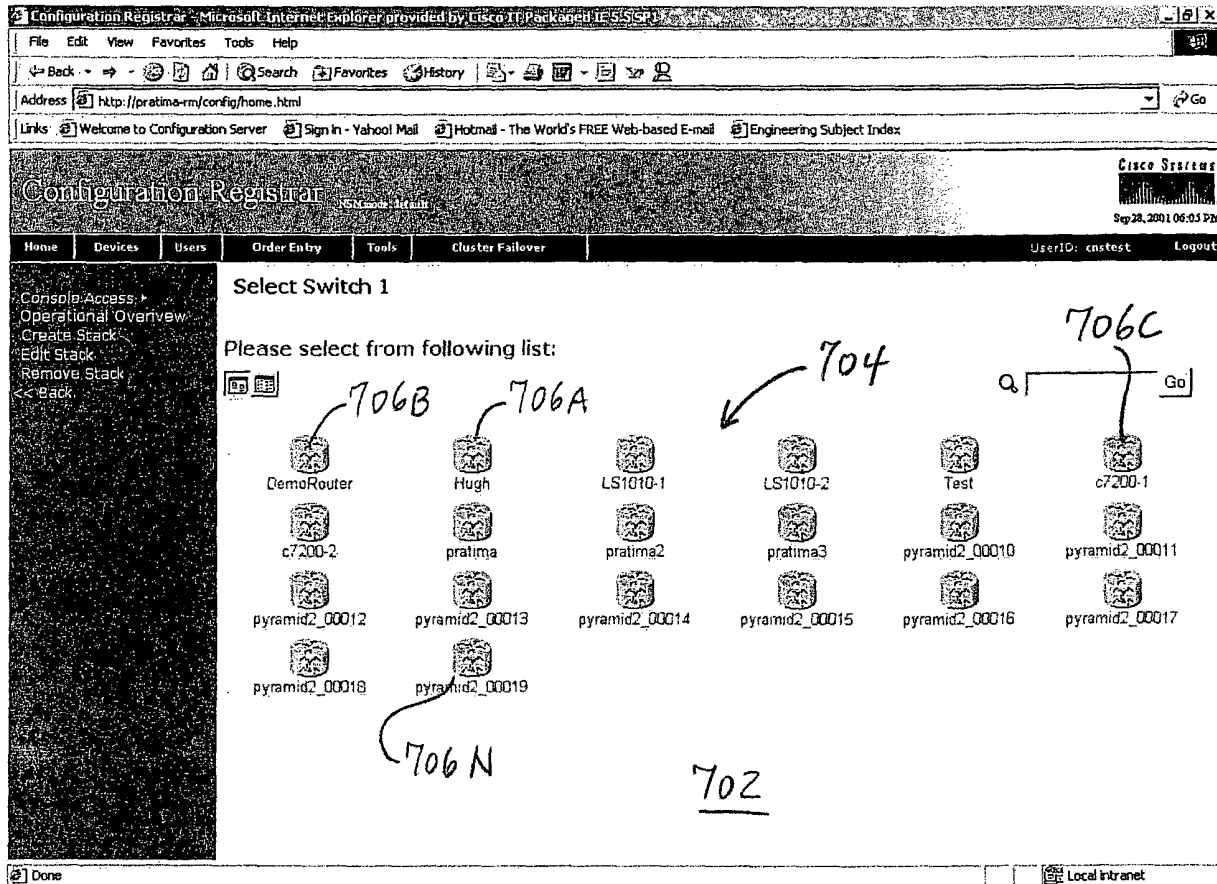 Configuration Registrar - Microsoft Internet Explorer provided by Cisco IT Packaged IE 5.5 SP1
File Edit View Favorites Tools Help
Back Search Favorites History
Address http://pratima-rm/config/home.html Go
Links Welcome to Configuration Server Sign in - Yahoo! Mail Hotmail - The World's FREE Web-based E-mail Engineering Subject Index
Cisco Systems
Configuration Registrar
Sep 28, 2001 06:05 PM
Home Devices Users Order Entry Tools Cluster Failover UserID: cnstest Logout
Console Access
Operational Overivew
Create Stack
Edit Stack
Remove Stack
<< Back
Select Switch 1
Please select from following list:
Go
706B 706A 704 706C
DemoRouter Hugh LS1010-1 LS1010-2 Test c7200-1
c7200-2 pratima pratima2 pratima3 pyramid2_00010 pyramid2_00011
pyramid2_00012 pyramid2_00013 pyramid2_00014 pyramid2_00015 pyramid2_00016 pyramid2_00017
pyramid2_00018 pyramid2_00019
706N
702
Done Local intranet